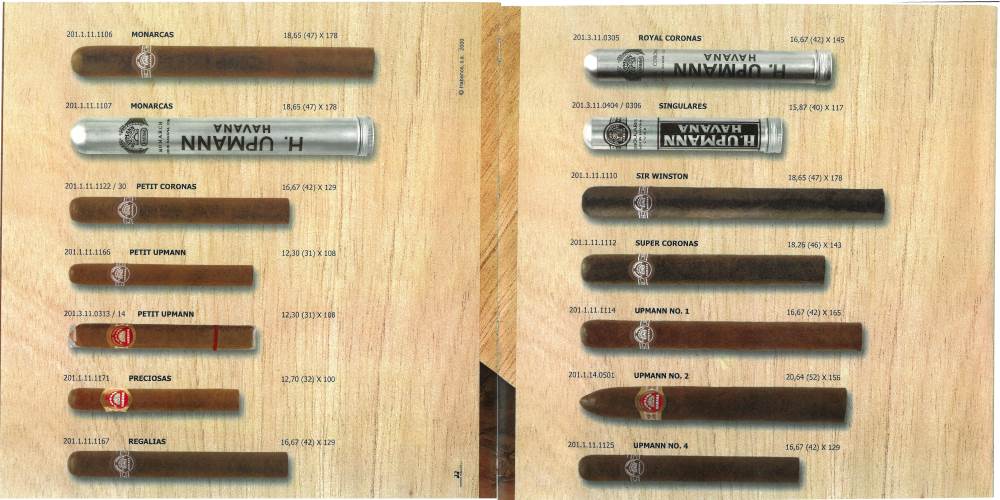 201.1.11.1106 MONARCAS 18,65 (47) X 178
201.1.11.1107 MONARCAS 18,65 (47) X 178
MONARCH
H. UPMANN
HAVANA
201.1.11.1122 / 30 PETIT CORONAS 16,67 (42) X 129
201.1.11.1166 PETIT UPMANN 12,30 (31) X 108
201.3.11.0313 / 14 PETIT UPMANN 12,30 (31) X 108
201.1.11.1171 PRECIOSAS 12,70 (32) X 100
201.1.11.1167 REGALIAS 16,67 (42) X 129
© Habanos, s.a. 2000
22
201.3.11.0305 ROYAL CORONAS 16,67 (42) X 145
H. UPMANN
HAVANA
201.3.11.0404 / 0306 SINGULARES 15,87 (40) X 117
H.UPMANN
HAVANA
201.1.11.1110 SIR WINSTON 18,65 (47) X 178
201.1.11.1112 SUPER CORONAS 18,26 (46) X 143
201.1.11.1114 UPMANN NO. 1 16,67 (42) X 165
201.1.14.0501 UPMANN NO. 2 20,64 (52) X 156
201.1.11.1125 UPMANN NO. 4 16,67 (42) X 129